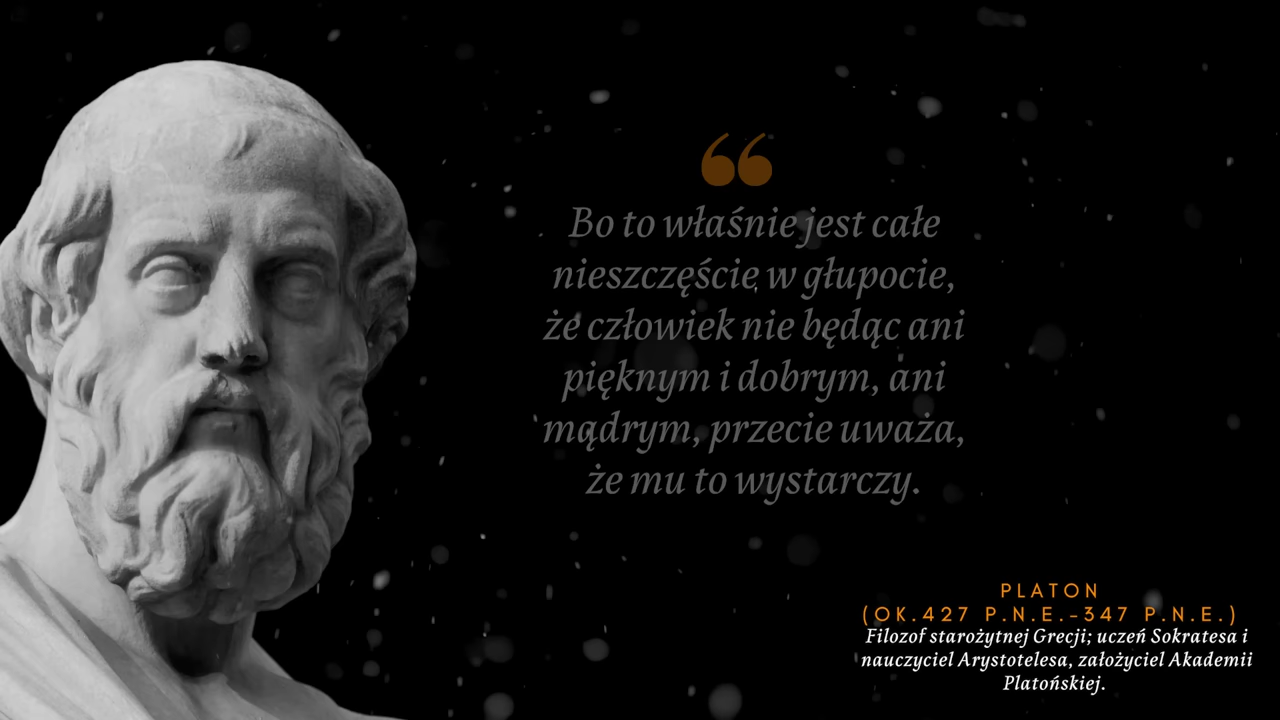 “
Bo to właśnie jest całe
nieszczęście w głupocie,
że człowiek nie będąc ani
pięknym i dobrym, ani
mądrym, przecie uważa,
że mu to wystarczy.
PLATON
(OK.427 P.N.E.-347 P.N.E.)
Filozof starożytnej Grecji; uczeń Sokratesa i
nauczyciel Arystotelesa, założyciel Akademii
Platońskiej.